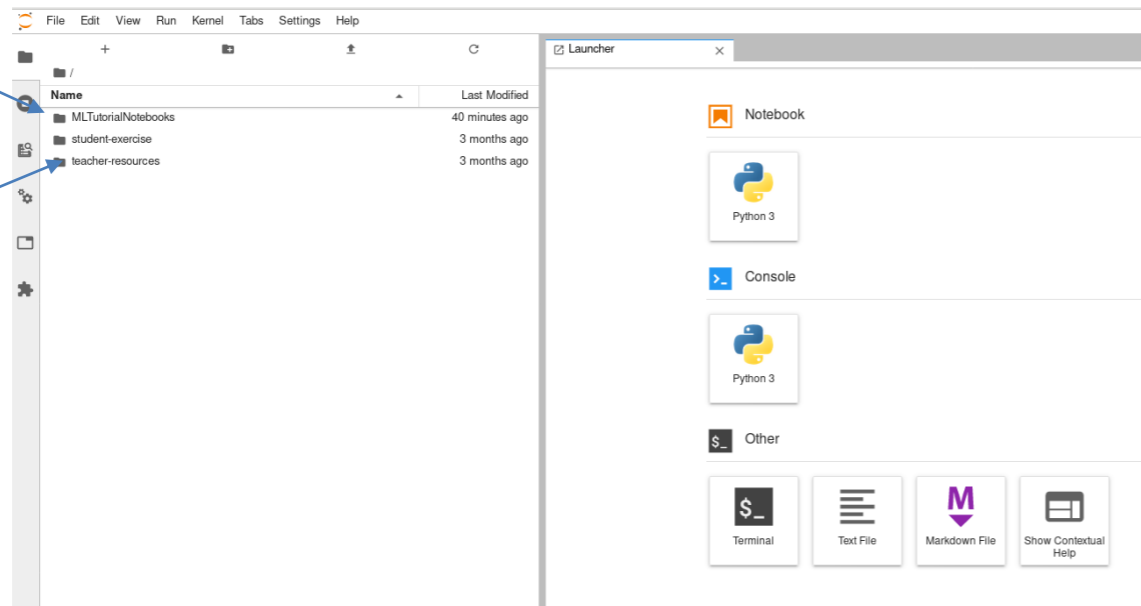 File Edit View Run Kernel Tabs Settings Help
/
Name Last Modified
MLTutorialNotebooks 40 minutes ago
student-exercise 3 months ago
teacher-resources 3 months ago
Launcher
Notebook
Python 3
Console
Python 3
$_ Other
$_
M
Terminal Text File Markdown File Show Contextual
Help